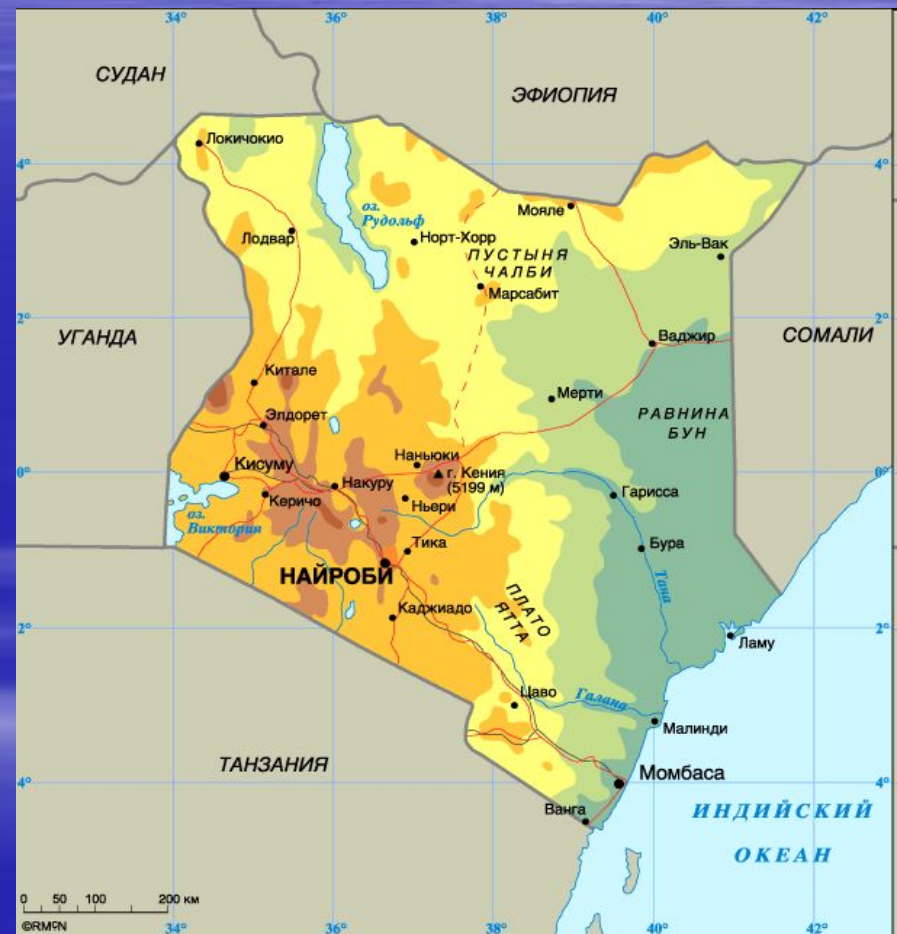 34°
36°
38°
40°
42°
СУДАН
ЭФИОПИЯ
Локичокио
4°
4°
оз.
Рудольф
Мояле
Лодвар
Норт-Хорр
Эль-Вак
ПУСТЫНЯ
ЧАЛБИ
Марсабит
2°
2°
УГАНДА
СОМАЛИ
Ваджир
Китале
Мерти
РАВНИНА
БУН
Элдорет
Наньюки
Кисуму
0°
0°
г. Кения
(5199 м)
Накуру
Керичо
Ньери
Гарисса
оз.
Виктория
Тика
Бура
НАЙРОБИ
Тана
ПЛАТО
ЯТТА
Каджиадо
2°
2°
Ламу
Цаво
Галана
Малинди
ТАНЗАНИЯ
Момбаса
4°
4°
Ванга
ИНДИЙСКИЙ
ОКЕАН
0 50 100 200 КМ
©RMCN
34°
36°
38°
40°
42°